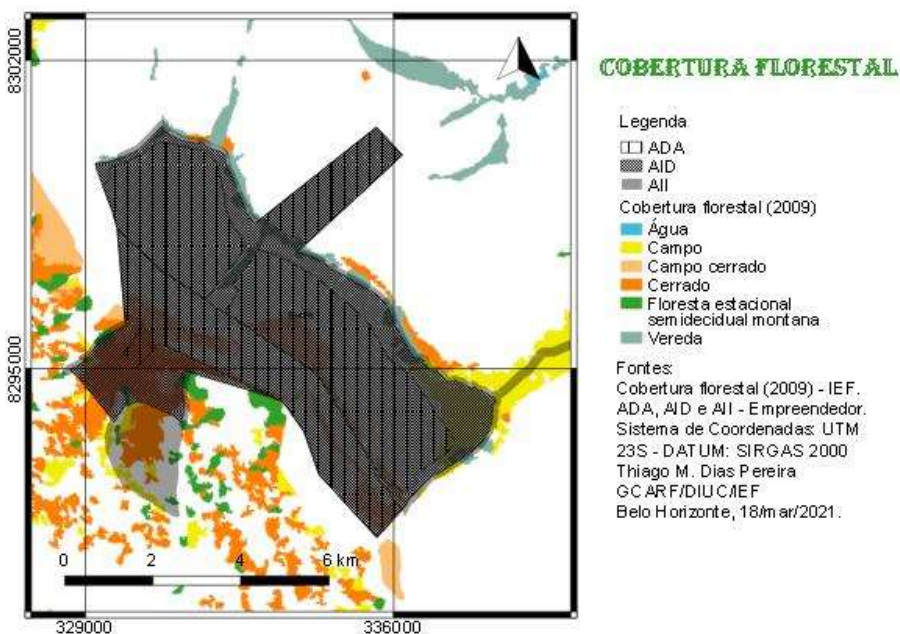 8302000
8295000
0 2 4 6 km
329000 336000
COBERTURA FLORESTAL
Legenda
ADA
AID
AII
Cobertura florestal (2009)
Água
Campo
Campo cerrado
Cerrado
Floresta estacional
semidecidual montana
Vereda
Fontes:
Cobertura florestal (2009) - IEF.
ADA, AID e AII - Empreendedor.
Sistema de Coordenadas: UTM
23S - DATUM: SIRGAS 2000
Thiago M. Dias Pereira
GCARF/DIUC/IEF
Belo Horizonte, 18/mar/2021.